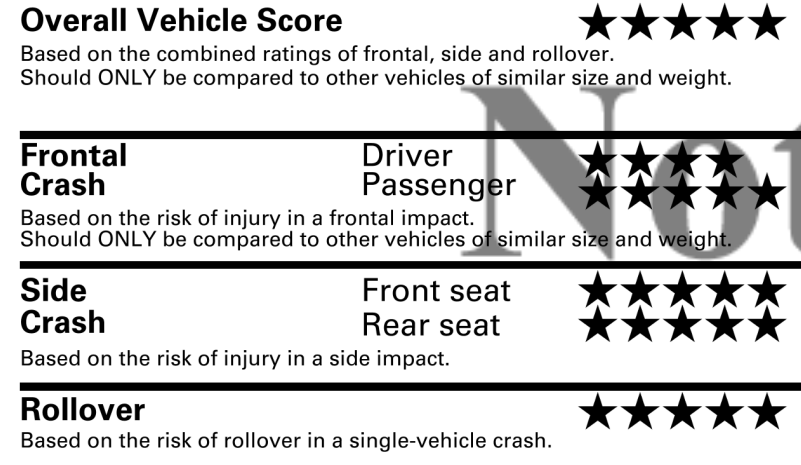 Overall Vehicle Score ★★★★★
Based on the combined ratings of frontal, side and rollover.
Should ONLY be compared to other vehicles of similar size and weight.
Frontal Driver ★★★★
Crash Passenger ★★★★★
Based on the risk of injury in a frontal impact.
Should ONLY be compared to other vehicles of similar size and weight.
Side Front seat ★★★★★
Crash Rear seat ★★★★★
Based on the risk of injury in a side impact.
Rollover ★★★★★
Based on the risk of rollover in a single-vehicle crash.